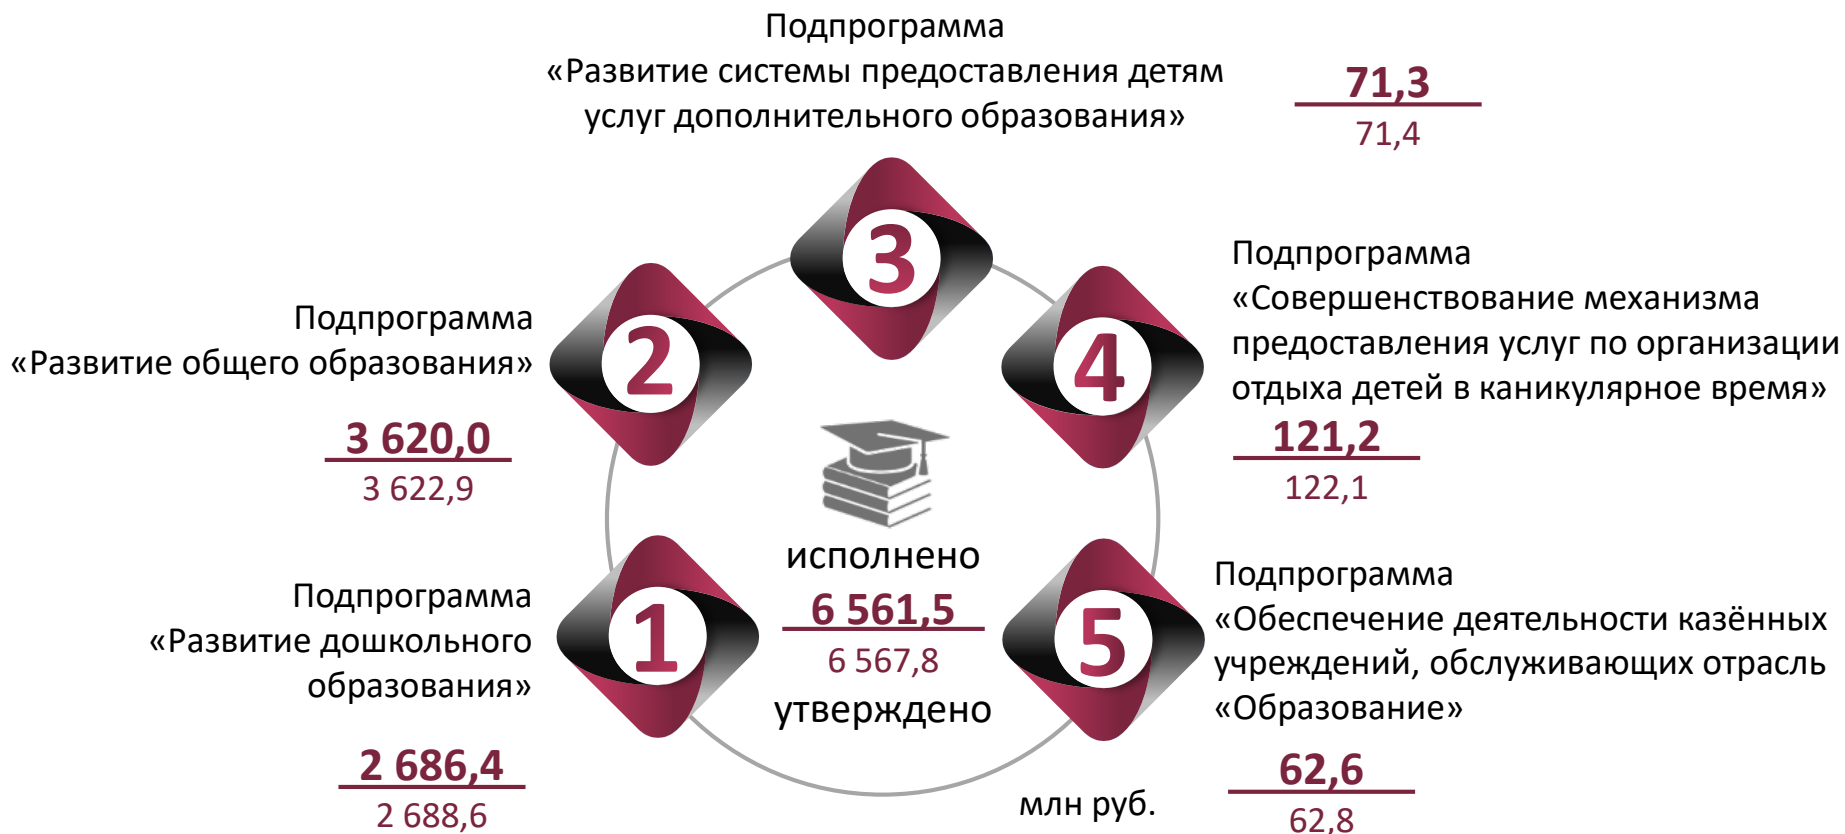 Подпрограмма
«Развитие системы предоставления детям
услуг дополнительного образования»
71,3
71,4
3
Подпрограмма
«Развитие общего образования»
3 620,0
3 622,9
2
4
Подпрограмма
«Совершенствование механизма
предоставления услуг по организации
отдыха детей в каникулярное время»
121,2
122,1
исполнено
6 561,5
6 567,8
утверждено
Подпрограмма
«Развитие дошкольного
образования»
2 686,4
2 688,6
1
5
Подпрограмма
«Обеспечение деятельности казённых
учреждений, обслуживающих отрасль
«Образование»
62,6
62,8
млн руб.